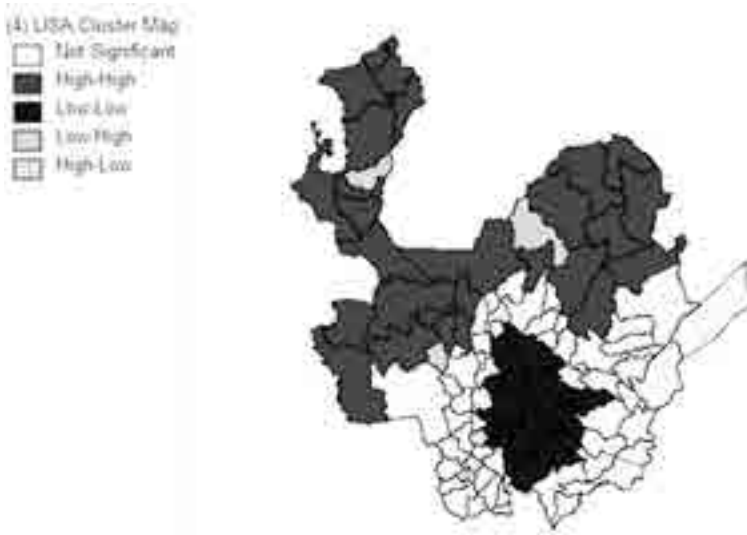 (4) LISA Cluster Map
Not Significant
High-High
Low-Low
Low-High
High-Low